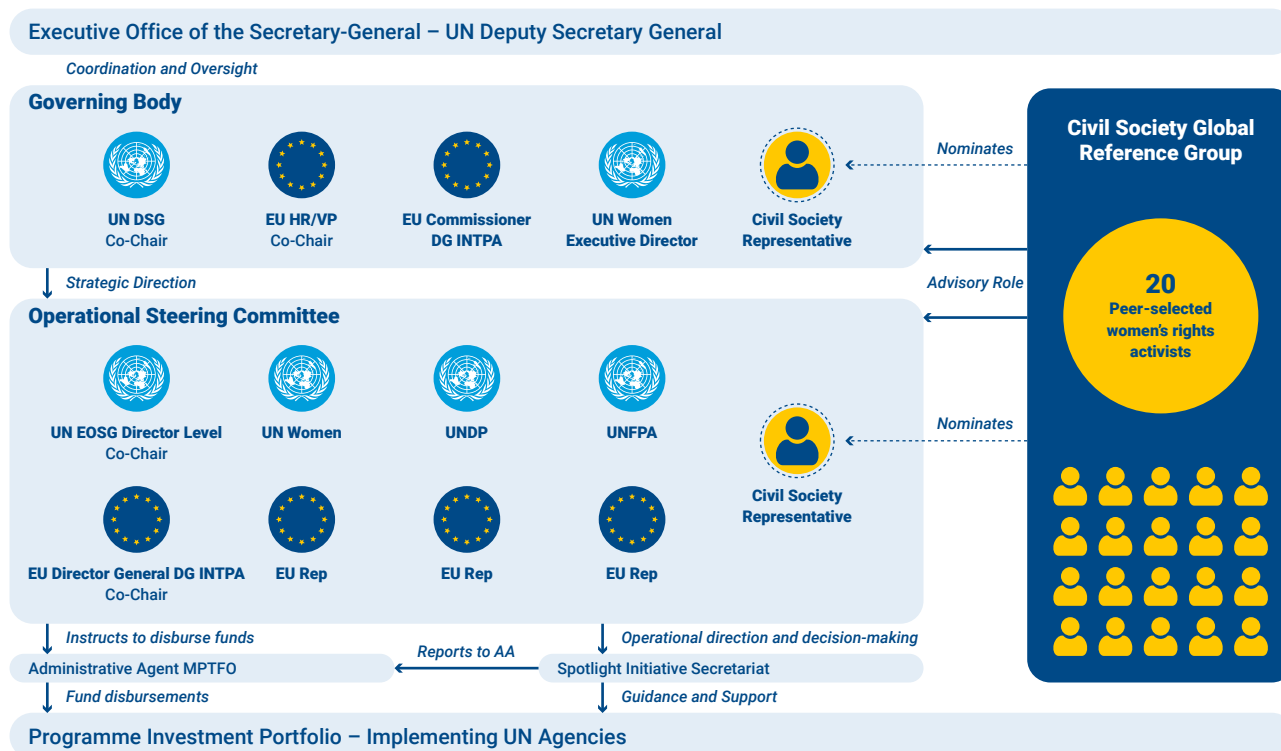 Executive Office of the Secretary-General – UN Deputy Secretary General
Coordination and Oversight
Governing Body
UN DSG
Co-Chair
EU HR/VP
Co-Chair
EU Commissioner
DG INTPA
UN Women
Executive Director
Civil Society
Representative
Nominates
Civil Society Global
Reference Group
Strategic Direction
Advisory Role
20
Peer-selected
women's rights
activists
Operational Steering Committee
UN EOSG Director Level
Co-Chair
UN Women
UNDP
UNFPA
Civil Society
Representative
Nominates
EU Director General DG INTPA
Co-Chair
EU Rep
EU Rep
EU Rep
Instructs to disburse funds
Operational direction and decision-making
Administrative Agent MPTFO
Reports to AA
Spotlight Initiative Secretariat
Fund disbursements
Guidance and Support
Programme Investment Portfolio – Implementing UN Agencies